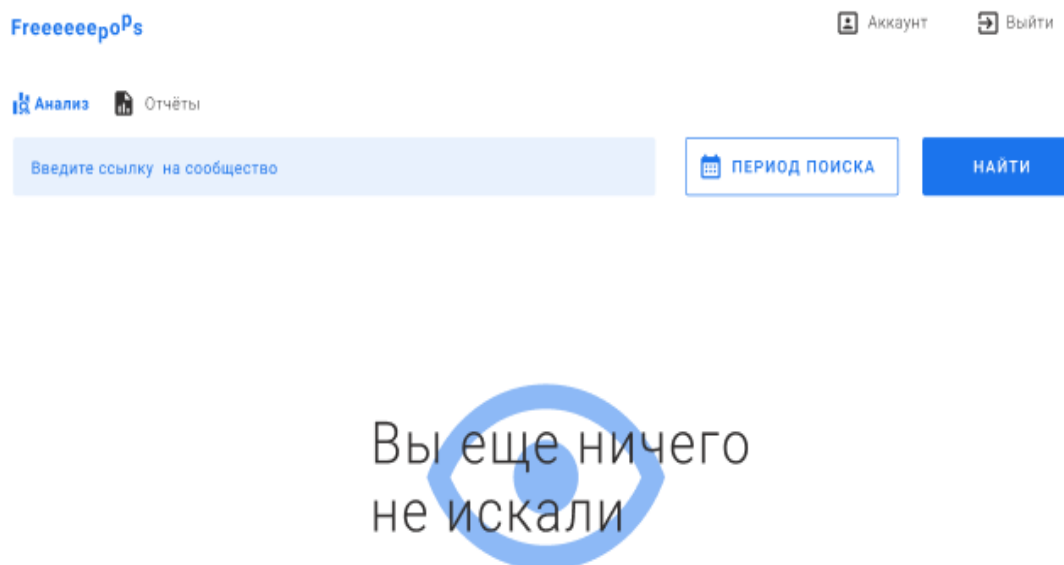 Freeeeeepops
Аккаунт
Выйти
Анализ
Отчёты
Введите ссылку на сообщество
ПЕРИОД ПОИСКА
НАЙТИ
Вы еще ничего
не искали